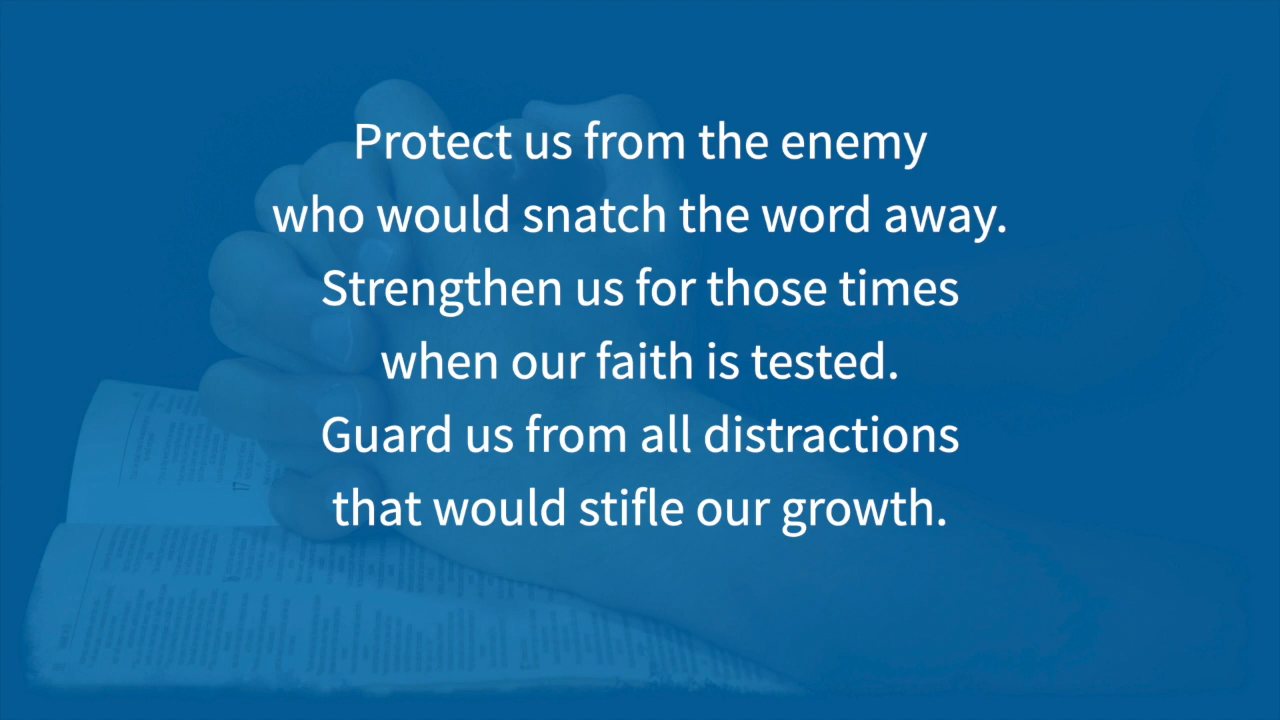 Protect us from the enemy
who would snatch the word away.
Strengthen us for those times
when our faith is tested.
Guard us from all distractions
that would stifle our growth.